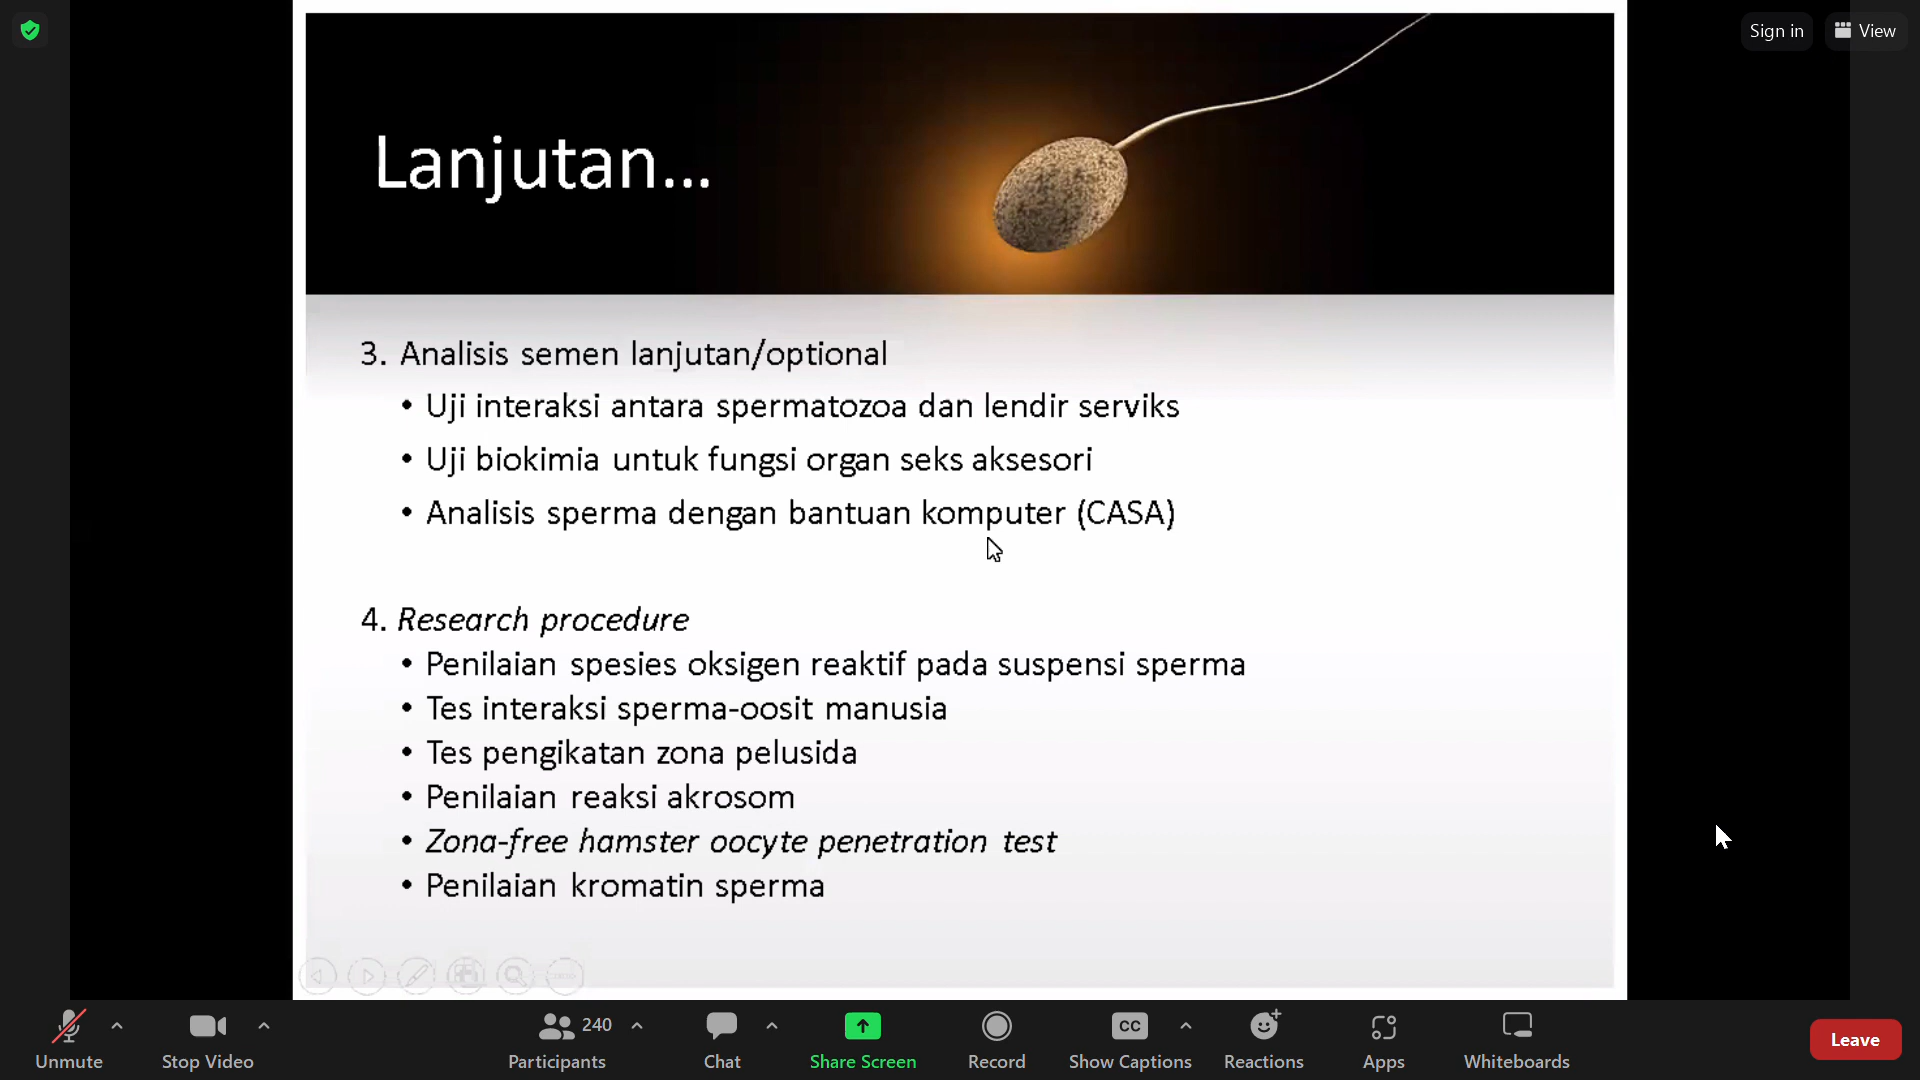 Sign in
View
Lanjutan...
3. Analisis semen lanjutan/optional
• Uji interaksi antara spermatozoa dan lendir serviks
• Uji biokimia untuk fungsi organ seks aksesori
• Analisis sperma dengan bantuan komputer (CASA)
4. Research procedure
• Penilaian spesies oksigen reaktif pada suspensi sperma
• Tes interaksi sperma-oosit manusia
• Tes pengikatan zona pelusida
• Penilaian reaksi akrosom
• Zona-free hamster oocyte penetration test
• Penilaian kromatin sperma
240
CC
Unmute
Stop Video
Participants
Chat
Share Screen
Record
Show Captions
Reactions
Apps
Whiteboards
Leave